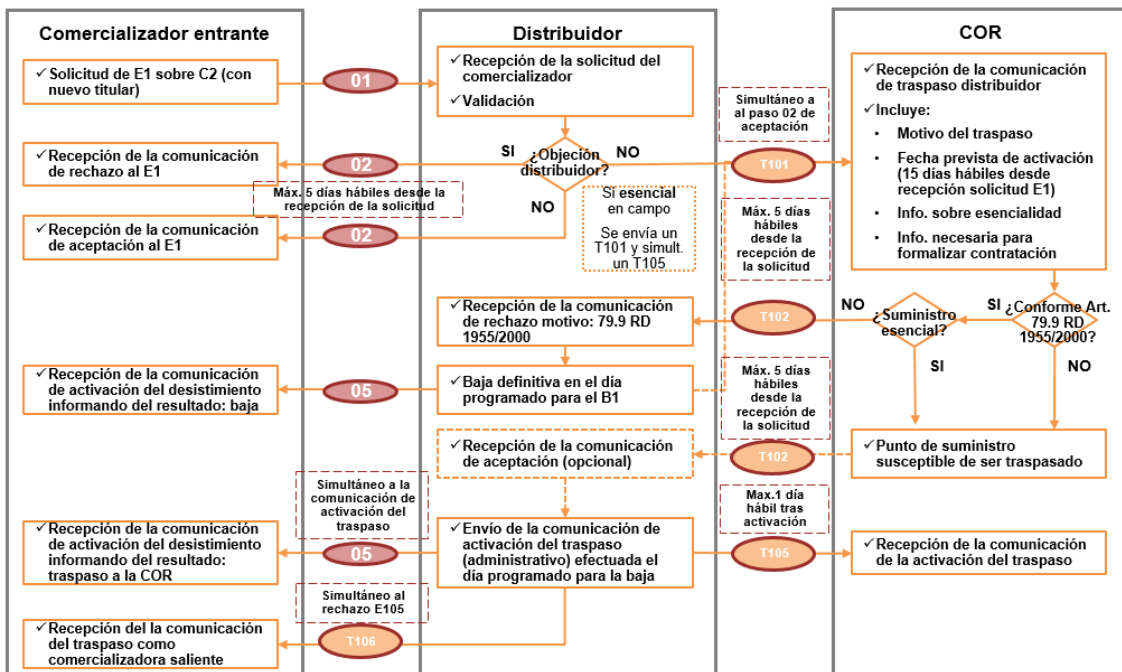 Comercializador entrante
✓Solicitud de E1 sobre C2 (con
nuevo titular)
✓Recepción de la comunicación
de rechazo al E1
✓Recepción de la comunicación
de aceptación al E1
✓Recepción de la comunicación
de activación del desistimiento
informando del resultado: baja
✓Recepción de la comunicación
de activación del desistimiento
informando del resultado:
traspaso a la COR
✓Recepción del la comunicación
del traspaso como
comercializadora saliente
01
02
Máx. 5 días hábiles desde la
recepción de la solicitud
02
05
Simultáneo a la
comunicación de
activación del
traspaso
05
Simultáneo al
rechazo E105
T106
Distribuidor
✓Recepción de la solicitud del
comercializador
✓Validación
SI
¿Objeción
distribuidor?
NO
NO
Si esencial
en campo
Se envía un
T101 y simult.
un T105
✓Recepción de la comunicación
de rechazo motivo: 79.9 RD
1955/2000
✓Baja definitiva en el día
programado para el B1
✓Recepción de la comunicación
de aceptación (opcional)
✓Envío de la comunicación de
activación del traspaso
(administrativo) efectuada el
día programado para la baja
Simultáneo a
al paso 02 de
aceptación
T101
Máx. 5 días
hábiles
desde la
recepción de
la solicitud
T102
Máx. 5 días
hábiles
desde la
recepción de
la solicitud
T102
Max.1 día
hábil tras
activación
T105
COR
✓Recepción de la comunicación
de traspaso distribuidor
✓Incluye:
• Motivo del traspaso
• Fecha prevista de activación
(15 días hábiles desde
recepción solicitud E1)
• Info. sobre esencialidad
• Info. necesaria para
formalizar contratación
NO
¿Suministro
esencial?
SI
¿Conforme Art.
79.9 RD
1955/2000?
SI
NO
✓Punto de suministro
susceptible de ser traspasado
✓Recepción de la comunicación
de la activación del traspaso